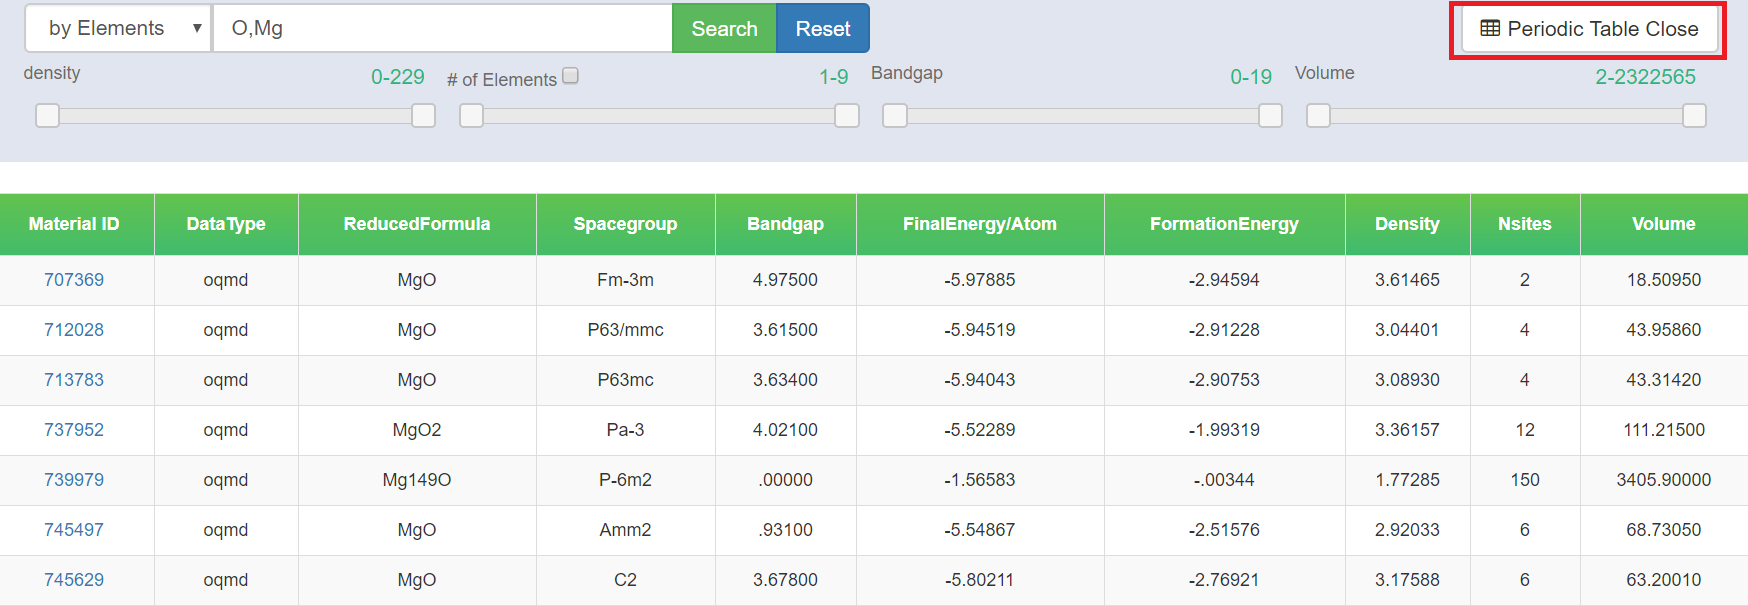 by Elements ▼ O,Mg Search Reset Periodic Table Close
density 0-229 # of Elements 1-9 Bandgap 0-19 Volume 2-2322565
Material ID DataType ReducedFormula Spacegroup Bandgap FinalEnergy/Atom FormationEnergy Density Nsites Volume
707369 oqmd MgO Fm-3m 4.97500 -5.97885 -2.94594 3.61465 2 18.50950
712028 oqmd MgO P63/mmc 3.61500 -5.94519 -2.91228 3.04401 4 43.95860
713783 oqmd MgO P63mc 3.63400 -5.94043 -2.90753 3.08930 4 43.31420
737952 oqmd MgO2 Pa-3 4.02100 -5.52289 -1.99319 3.36157 12 111.21500
739979 oqmd Mg149O P-6m2 .00000 -1.56583 -.00344 1.77285 150 3405.90000
745497 oqmd MgO Amm2 .93100 -5.54867 -2.51576 2.92033 6 68.73050
745629 oqmd MgO C2 3.67800 -5.80211 -2.76921 3.17588 6 63.20010